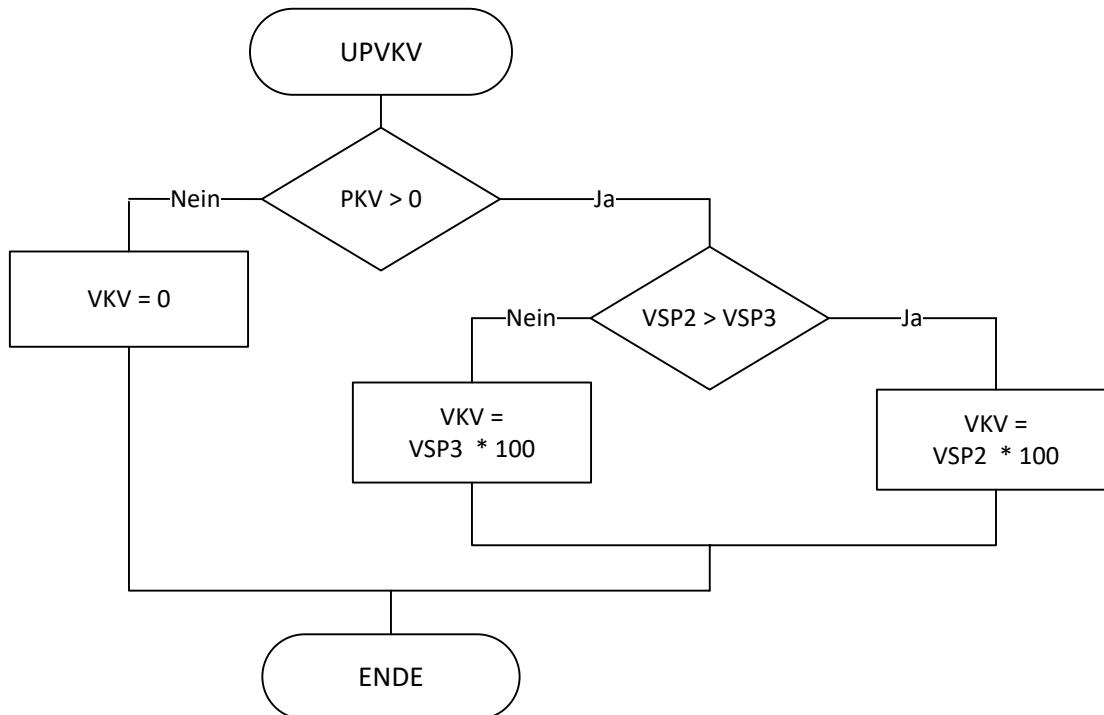 UPVKV
PKV > 0
Nein
Ja
VKV = 0
VSP2 > VSP3
Nein
Ja
VKV =
VSP3 * 100
VKV =
VSP2 * 100
ENDE